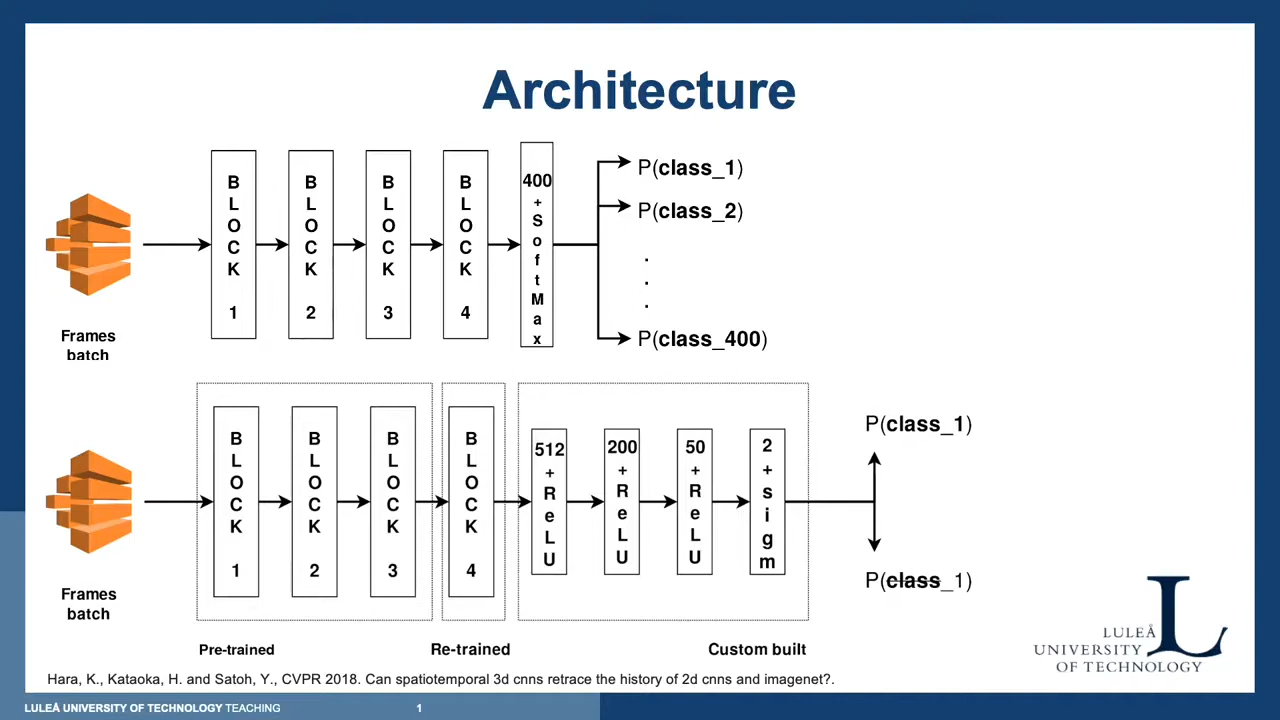 Architecture
BLOCK 1
BLOCK 2
BLOCK 3
BLOCK 4
400+SoftMax
P(class_1)
P(class_2)
.
.
.
P(class_400)
Frames
batch
BLOCK 1
BLOCK 2
BLOCK 3
BLOCK 4
512+ReLU
200+ReLU
50+ReLU
2+sigm
P(class_1)
P(class_1)
Frames
batch
Pre-trained
Re-trained
Custom built
LULEÅ
UNIVERSITY
OF TECHNOLOGY
L
Hara, K., Kataoka, H. and Satoh, Y., CVPR 2018. Can spatiotemporal 3d cnns retrace the history of 2d cnns and imagenet?.
LULEÅ UNIVERSITY OF TECHNOLOGY TEACHING
1